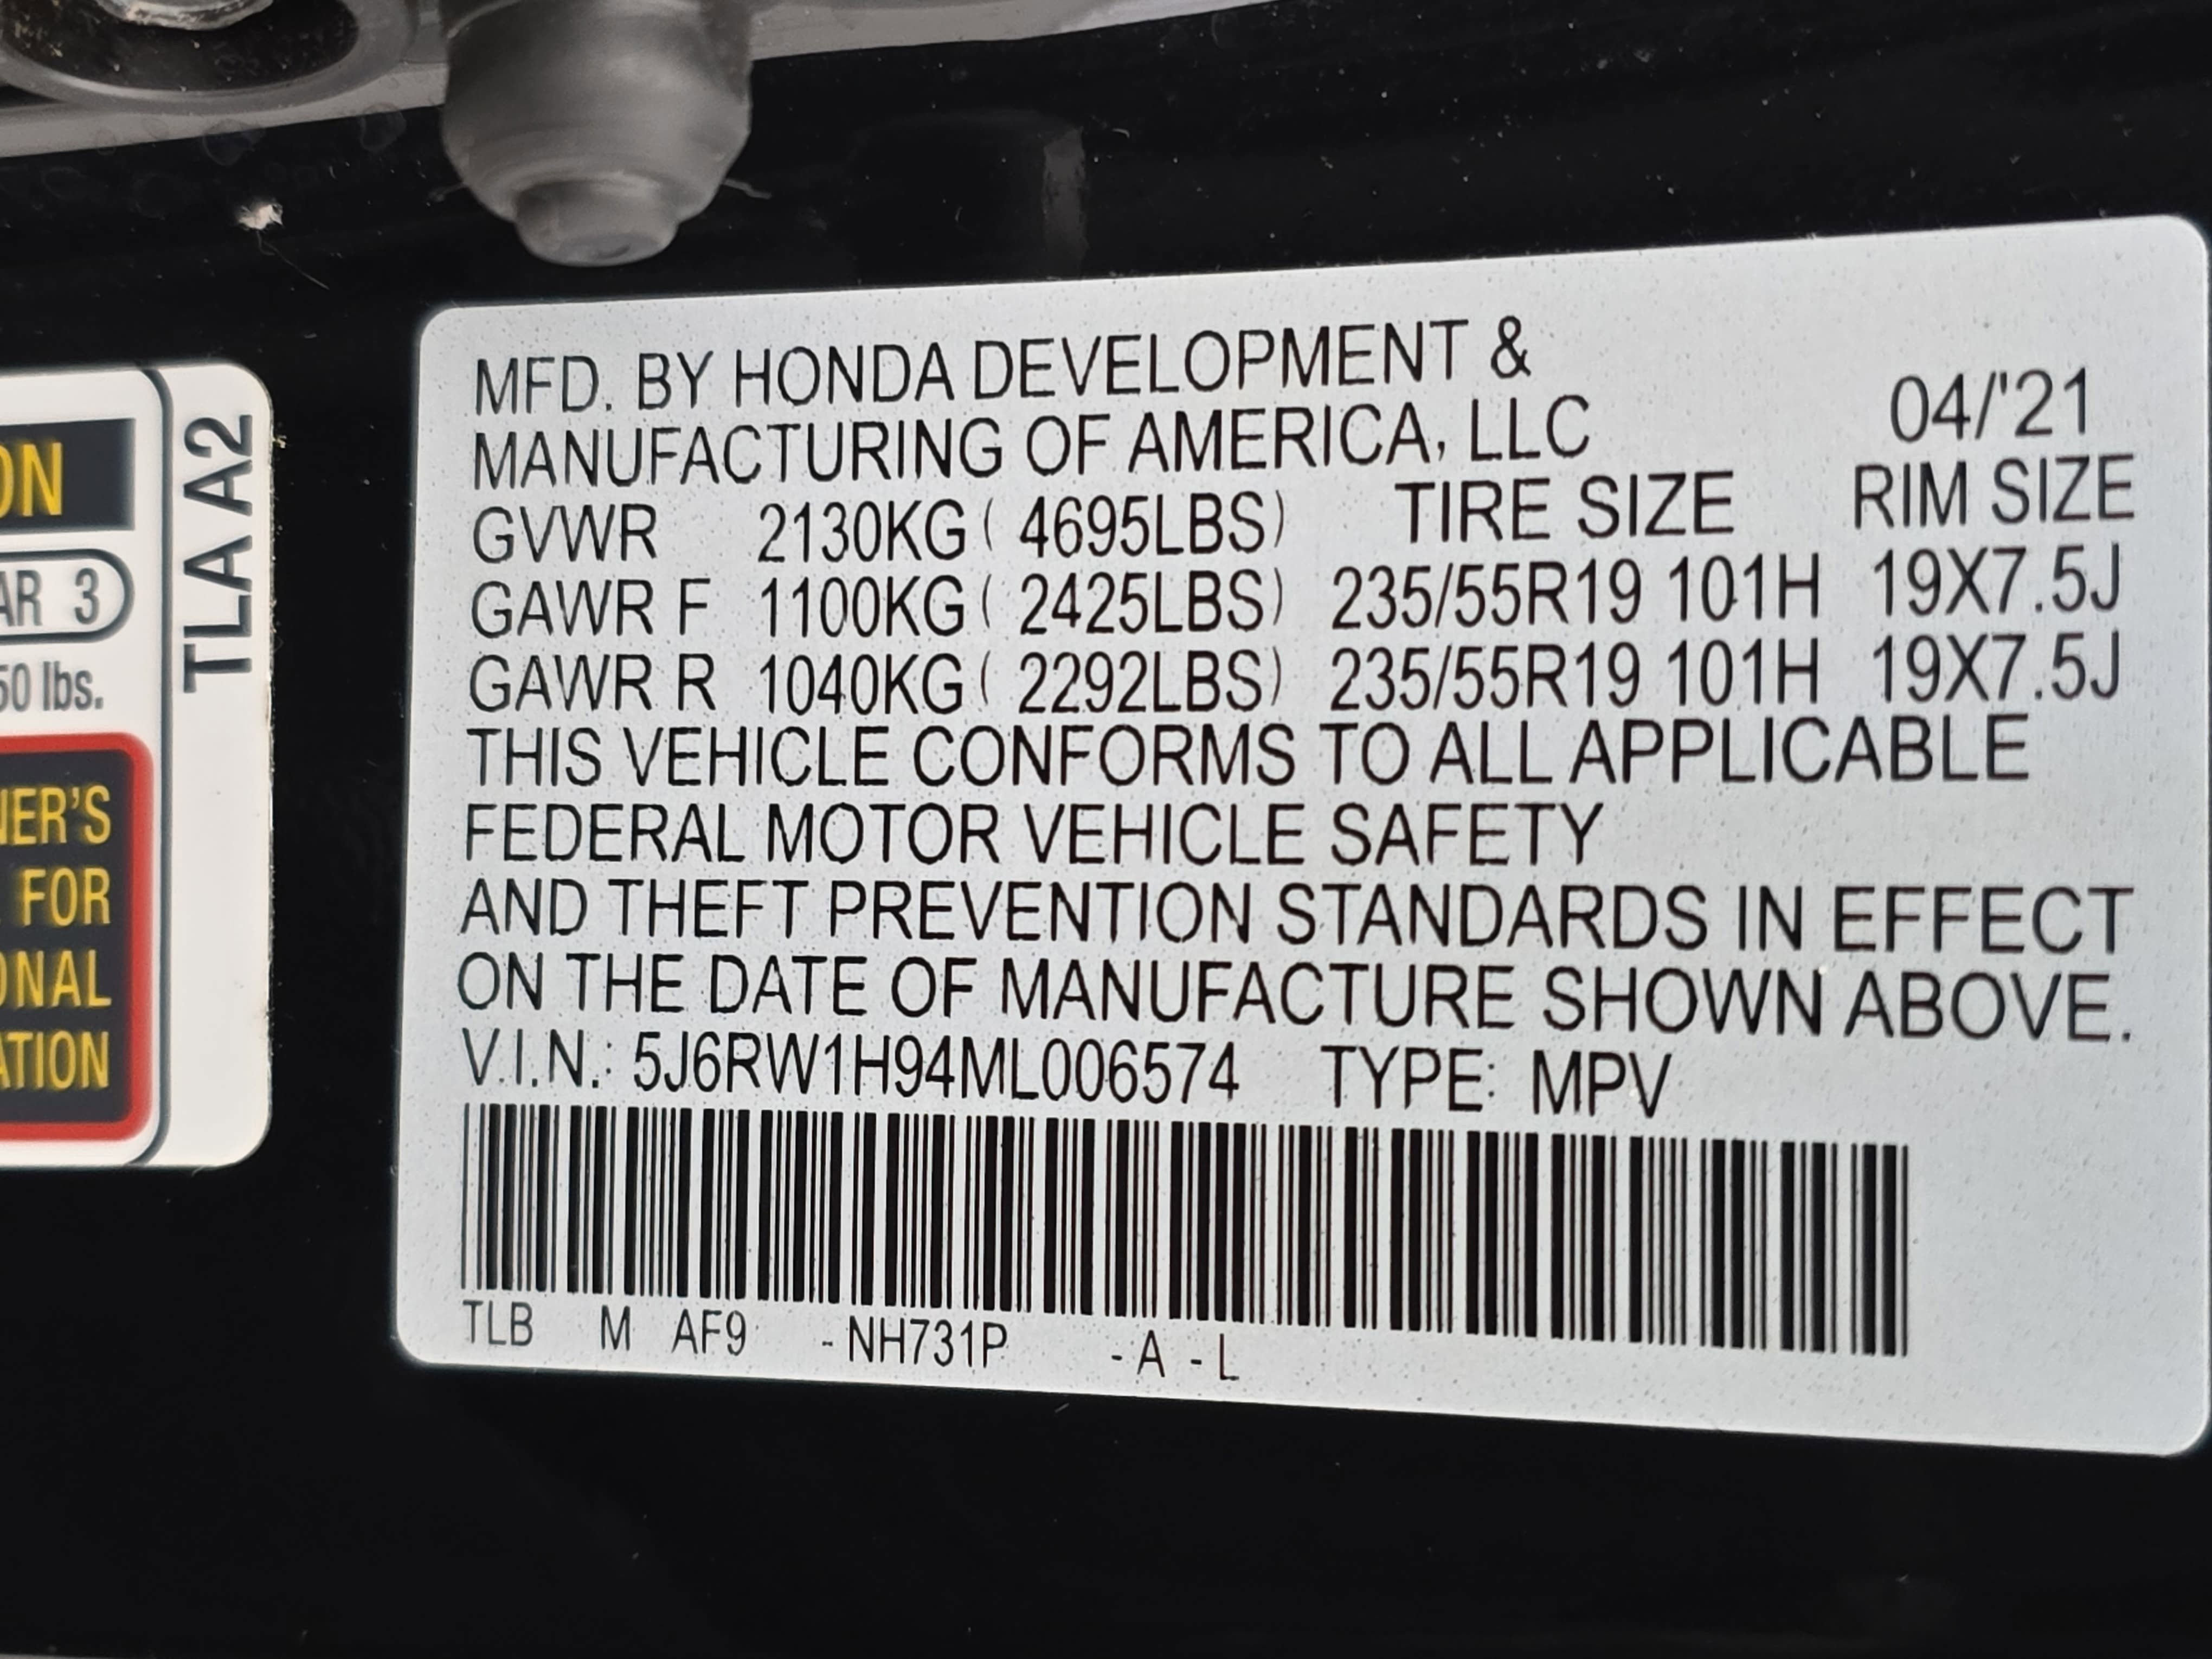 ON
AR 3
50 lbs.
NER'S
FOR
ONAL
ATION
TLA A2
MFD. BY HONDA DEVELOPMENT &
MANUFACTURING OF AMERICA, LLC 04/'21
GVWR 2130KG ( 4695LBS) TIRE SIZE RIM SIZE
GAWR F 1100KG ( 2425LBS) 235/55R19 101H 19X7.5J
GAWR R 1040KG ( 2292LBS) 235/55R19 101H 19X7.5J
THIS VEHICLE CONFORMS TO ALL APPLICABLE
FEDERAL MOTOR VEHICLE SAFETY
AND THEFT PREVENTION STANDARDS IN EFFECT
ON THE DATE OF MANUFACTURE SHOWN ABOVE.
V.I.N.: 5J6RW1H94ML006574 TYPE: MPV
TLB M AF9 - NH731P - A - L